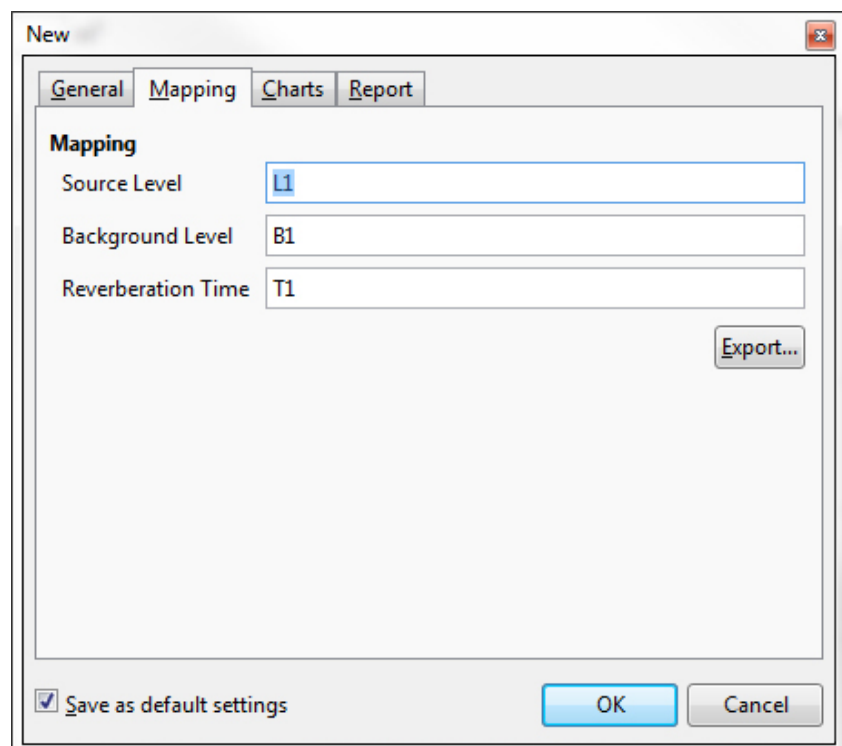 New
General Mapping Charts Report
Mapping
Source Level L1
Background Level B1
Reverberation Time T1
Export...
Save as default settings OK Cancel